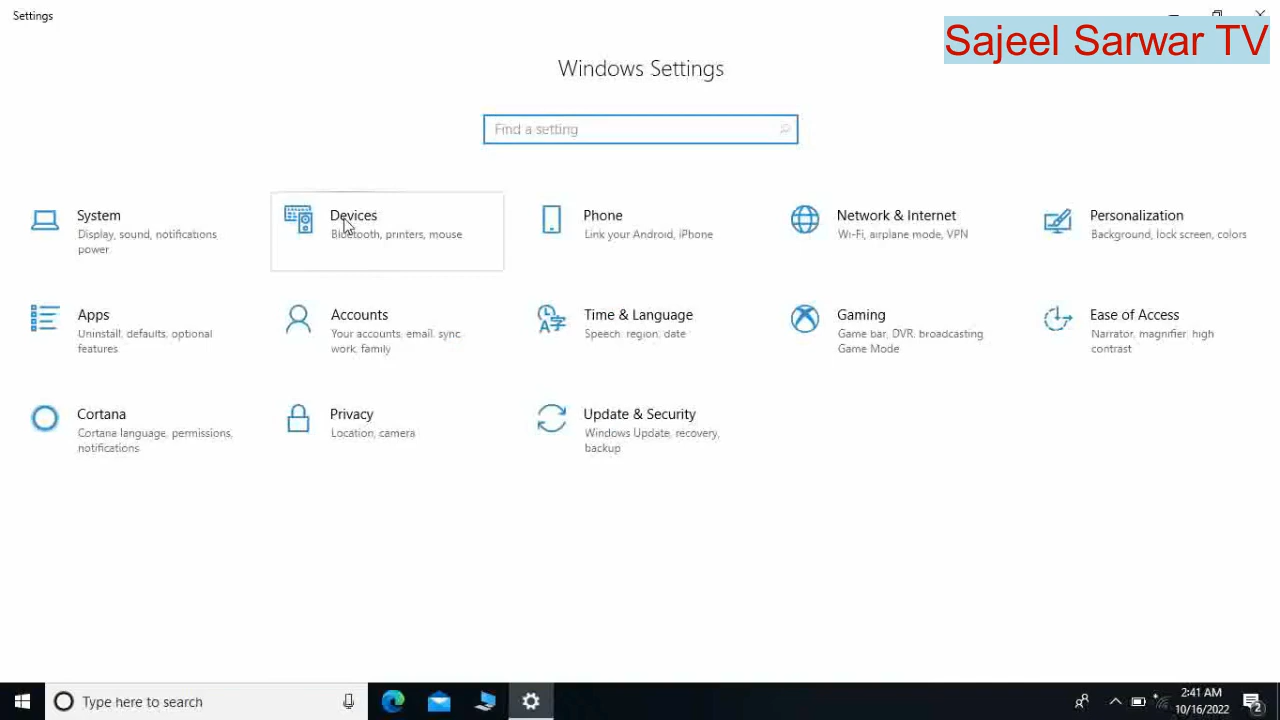 Settings
Sajeel Sarwar TV
Windows Settings
Find a setting
System
Display, sound, notifications
power
Devices
Bluetooth, printers, mouse
Phone
Link your Android, iPhone
Network & Internet
Wi-Fi, airplane mode, VPN
Personalization
Background, lock screen, colors
Apps
Uninstall, defaults, optional
features
Accounts
Your accounts, email, sync,
work, family
Time & Language
Speech, region, date
Gaming
Game bar, DVR, broadcasting
Game Mode
Ease of Access
Narrator, magnifier, high
contrast
Cortana
Cortana language, permissions,
notifications
Privacy
Location, camera
Update & Security
Windows Update, recovery,
backup
Type here to search
2:41 AM
10/16/2022
2